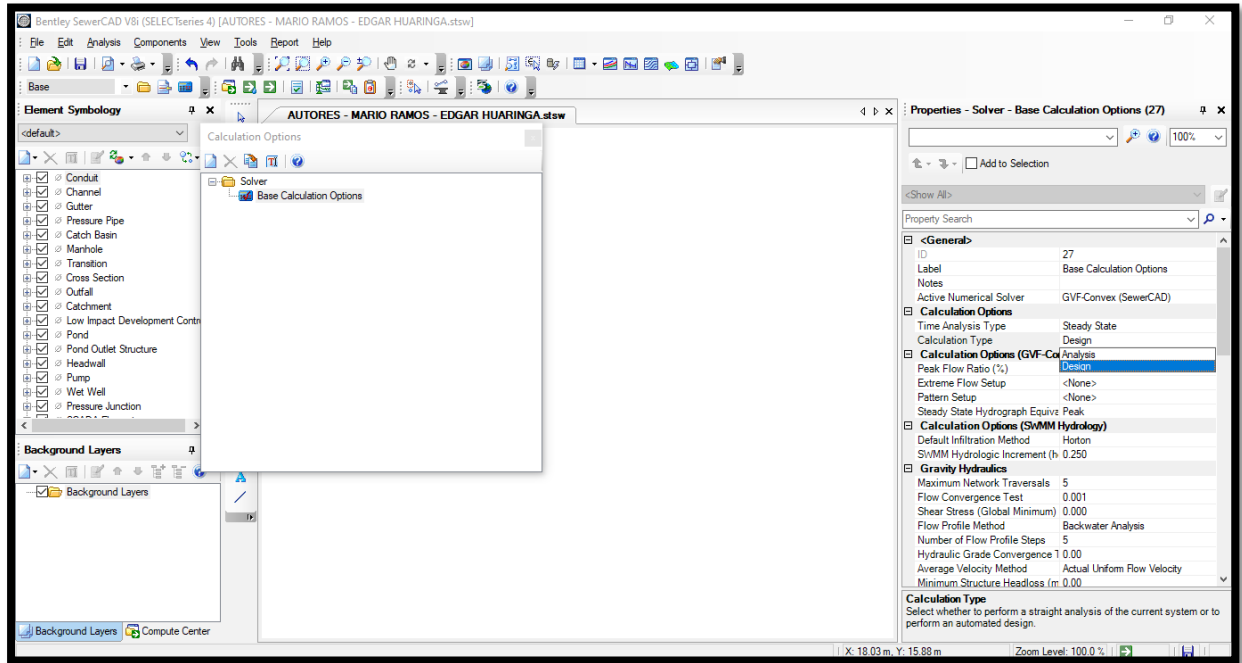 Bentley SewerCAD V8i (SELECTseries 4) [AUTORES - MARIO RAMOS - EDGAR HUARINGA.stsw]
File Edit Analysis Components View Tools Report Help
Base
Element Symbology
<default>
Conduit
Channel
Gutter
Pressure Pipe
Catch Basin
Manhole
Transition
Cross Section
Outfall
Catchment
Low Impact Development Contr
Pond
Pond Outlet Structure
Headwall
Pump
Wet Well
Pressure Junction
Background Layers
Background Layers
Background Layers Compute Center
AUTORES - MARIO RAMOS - EDGAR HUARINGA.stsw
Calculation Options
Solver
Base Calculation Options
A
Properties - Solver - Base Calculation Options (27)
100%
Add to Selection
<Show All>
Property Search
<General>
ID 27
Label Base Calculation Options
Notes
Active Numerical Solver GVF-Convex (SewerCAD)
Calculation Options
Time Analysis Type Steady State
Calculation Type Design
Calculation Options (GVF-Co Analysis
Peak Flow Ratio (%) Design
Extreme Flow Setup <None>
Pattern Setup <None>
Steady State Hydrograph Equiva Peak
Calculation Options (SWMM Hydrology)
Default Infiltration Method Horton
SWMM Hydrologic Increment (h 0.250
Gravity Hydraulics
Maximum Network Traversals 5
Flow Convergence Test 0.001
Shear Stress (Global Minimum) 0.000
Flow Profile Method Backwater Analysis
Number of Flow Profile Steps 5
Hydraulic Grade Convergence T 0.00
Average Velocity Method Actual Uniform Flow Velocity
Minimum Structure Headloss (m 0.00
Calculation Type
Select whether to perform a straight analysis of the current system or to
perform an automated design.
X: 18.03 m, Y: 15.88 m Zoom Level: 100.0 %